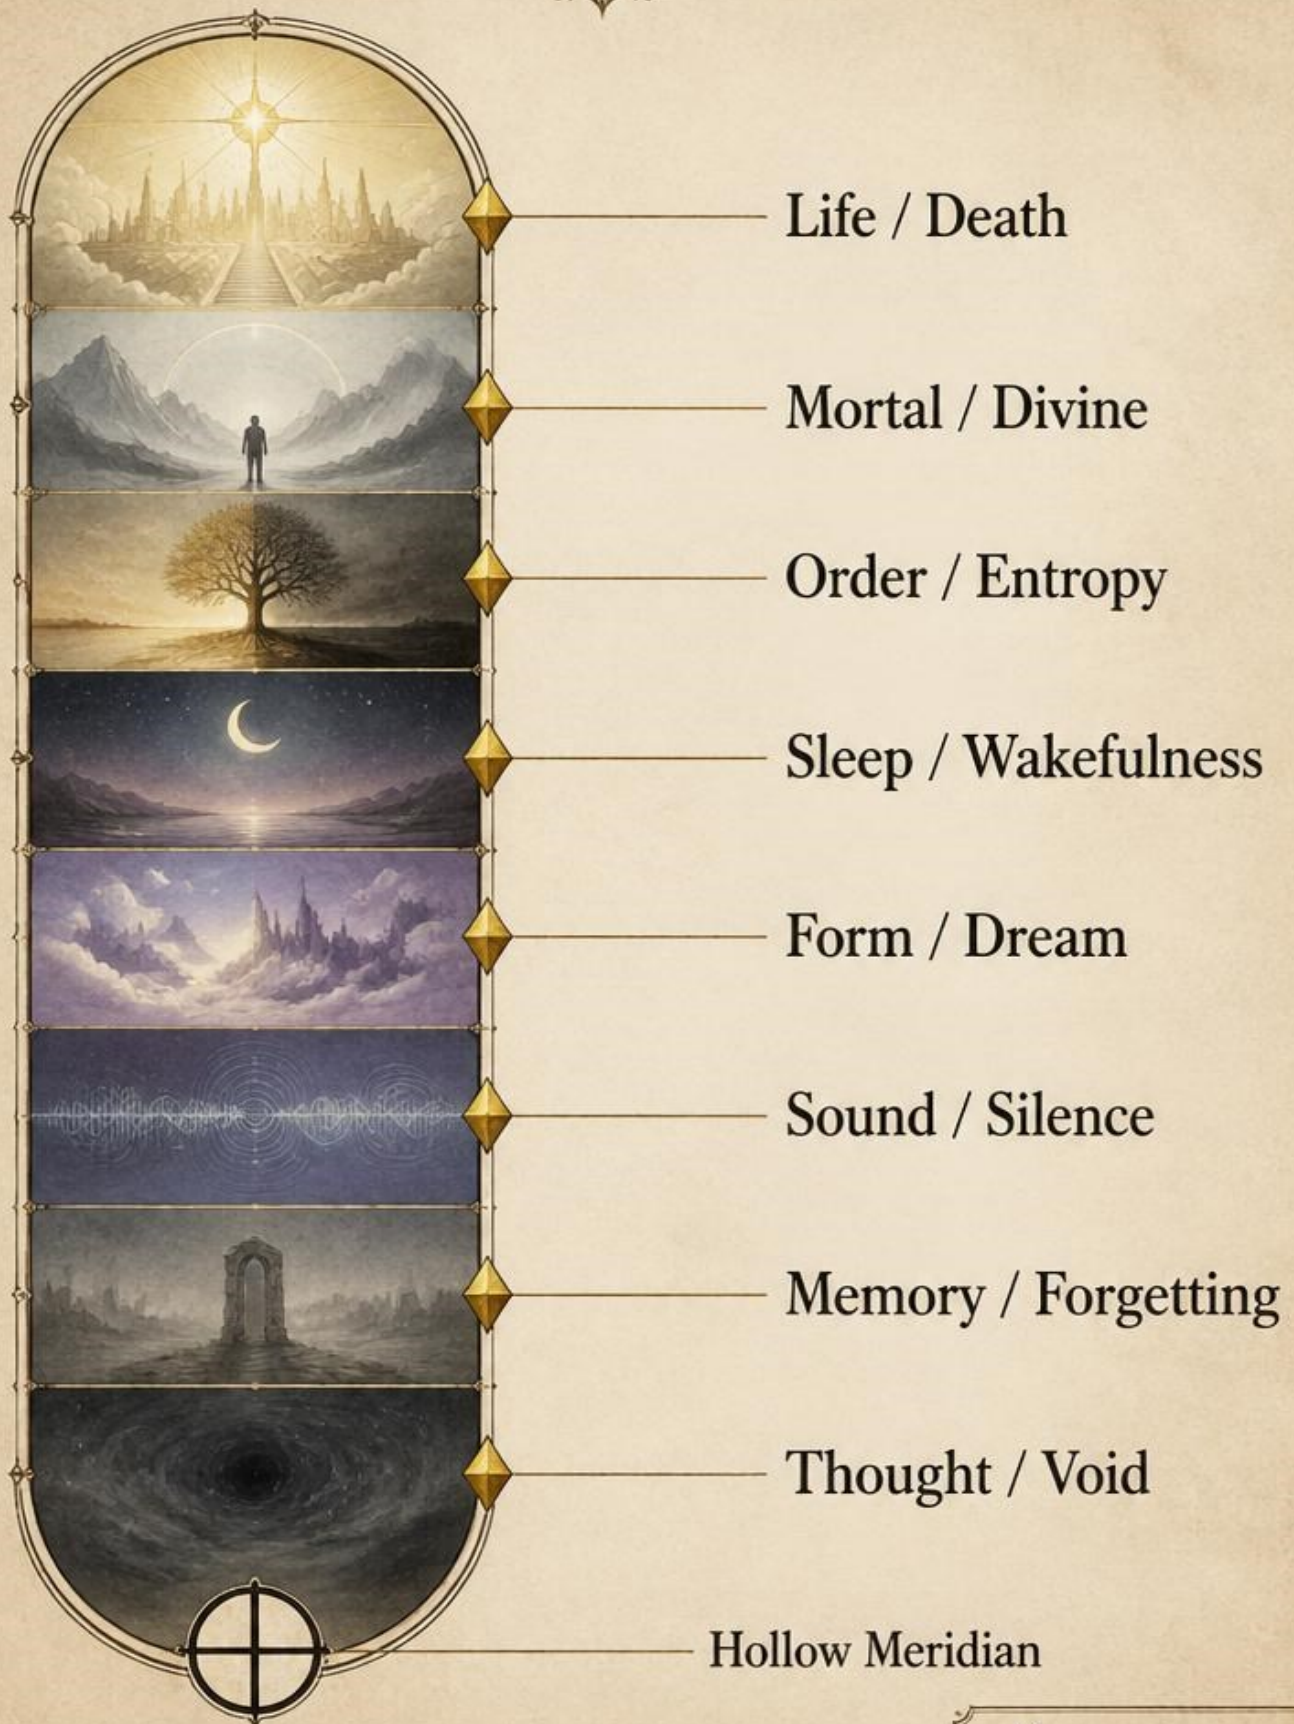 Life / Death
Mortal / Divine
Order / Entropy
Sleep / Wakefulness
Form / Dream
Sound / Silence
Memory / Forgetting
Thought / Void
Hollow Meridian